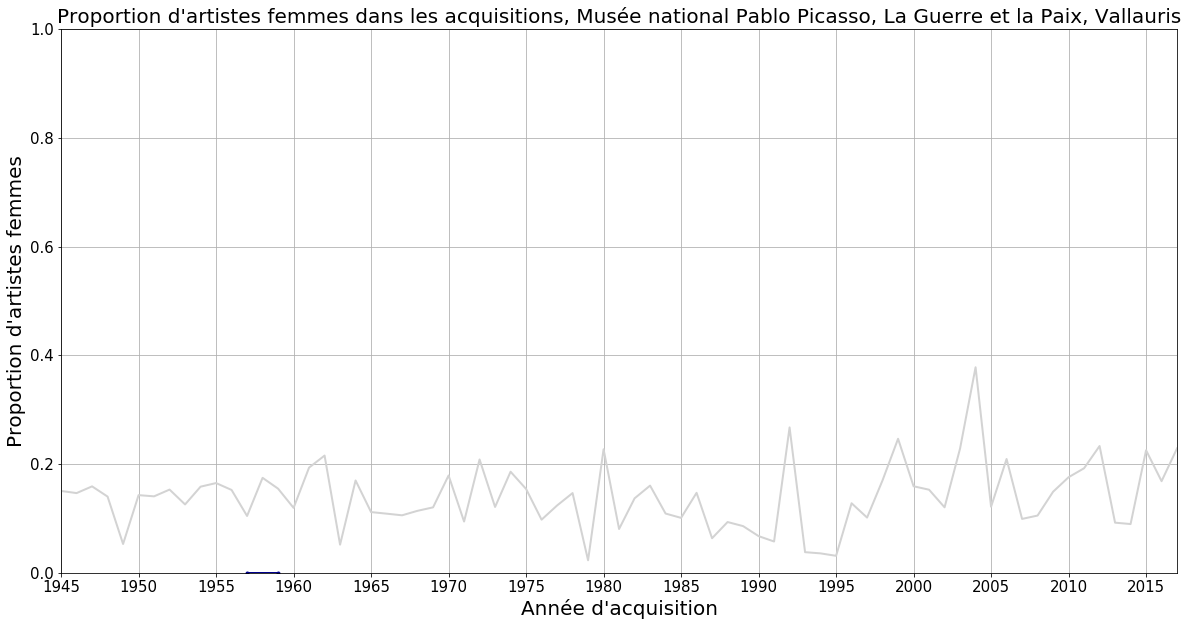 Proportion d'artistes femmes dans les acquisitions, Musée national Pablo Picasso, La Guerre et la Paix, Vallauris
1.0
0.8
0.6
0.4
0.2
0.0
Proportion d'artistes femmes
1945 1950 1955 1960 1965 1970 1975 1980 1985 1990 1995 2000 2005 2010 2015
Année d'acquisition